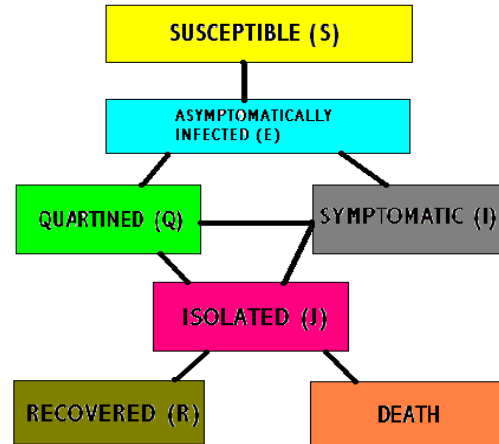 SUSCEPTIBLE (S)
ASYMPTOMATICALLY
INFECTED (E)
QUARTINED (Q)
SYMPTOMATIC (I)
ISOLATED (J)
RECOVERED (R)
DEATH